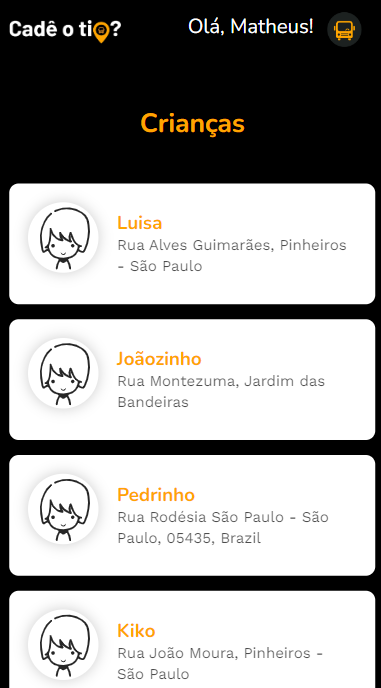 Cadê o tio?
Olá, Matheus!
Crianças
Luisa
Rua Alves Guimarães, Pinheiros
- São Paulo
Joãozinho
Rua Montezuma, Jardim das
Bandeiras
Pedrinho
Rua Rodésia São Paulo - São
Paulo, 05435, Brazil
Kiko
Rua João Moura, Pinheiros -
São Paulo